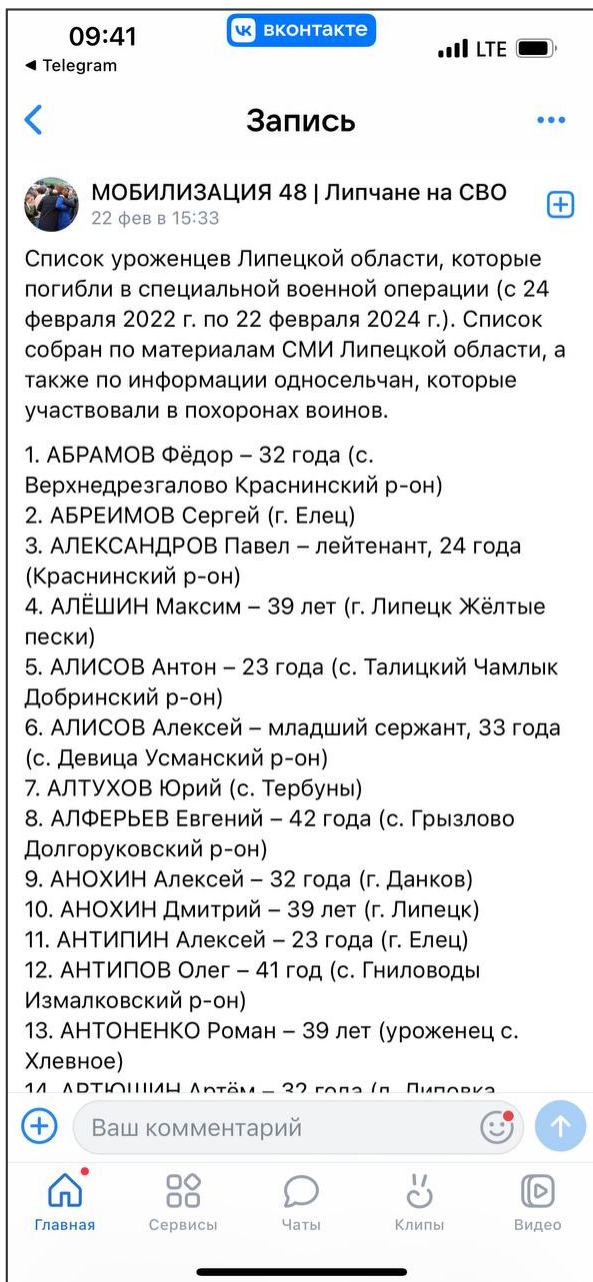 09:41
вконтакте
LTE
◄ Telegram
Запись
МОБИЛИЗАЦИЯ 48 | Липчане на СВО
22 фев в 15:33
Список уроженцев Липецкой области, которые
погибли в специальной военной операции (с 24
февраля 2022 г. по 22 февраля 2024 г.). Список
собран по материалам СМИ Липецкой области, а
также по информации односельчан, которые
участвовали в похоронах воинов.
1. АБРАМОВ Фёдор – 32 года (с.
Верхнедрезгалово Краснинский р-он)
2. АБРЕИМОВ Сергей (г. Елец)
3. АЛЕКСАНДРОВ Павел – лейтенант, 24 года
(Краснинский р-он)
4. АЛЁШИН Максим – 39 лет (г. Липецк Жёлтые
пески)
5. АЛИСОВ Антон – 23 года (с. Талицкий Чамлык
Добринский р-он)
6. АЛИСОВ Алексей – младший сержант, 33 года
(с. Девица Усманский р-он)
7. АЛТУХОВ Юрий (с. Тербуны)
8. АЛФЕРЬЕВ Евгений – 42 года (с. Грызлово
Долгоруковский р-он)
9. АНОХИН Алексей – 32 года (г. Данков)
10. АНОХИН Дмитрий – 39 лет (г. Липецк)
11. АНТИПИН Алексей – 23 года (г. Елец)
12. АНТИПОВ Олег – 41 год (с. Гниловоды
Измалковский р-он)
13. АНТОНЕНКО Роман – 39 лет (уроженец с.
Хлевное)
14. АРТЮШИН Артём – 32 года (д. Липовка
Ваш комментарий
Главная
Сервисы
Чаты
Клипы
Видео